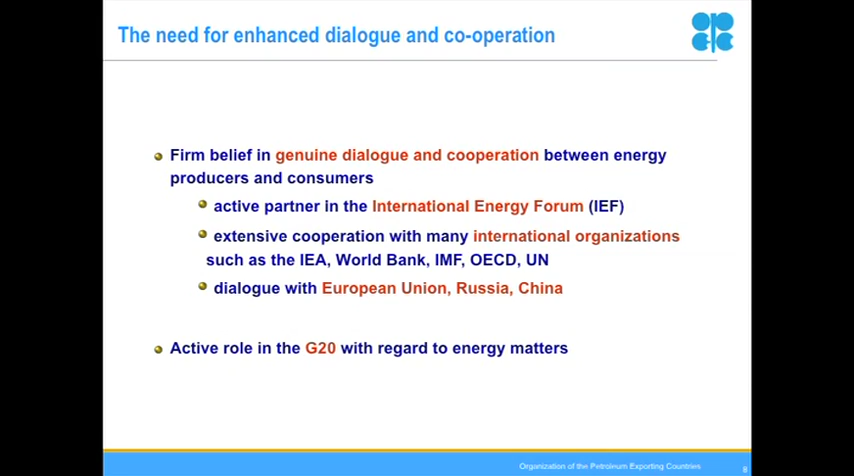 The need for enhanced dialogue and co-operation
Firm belief in genuine dialogue and cooperation between energy
producers and consumers
active partner in the International Energy Forum (IEF)
extensive cooperation with many international organizations
such as the IEA, World Bank, IMF, OECD, UN
dialogue with European Union, Russia, China
Active role in the G20 with regard to energy matters
Organization of the Petroleum Exporting Countries
8